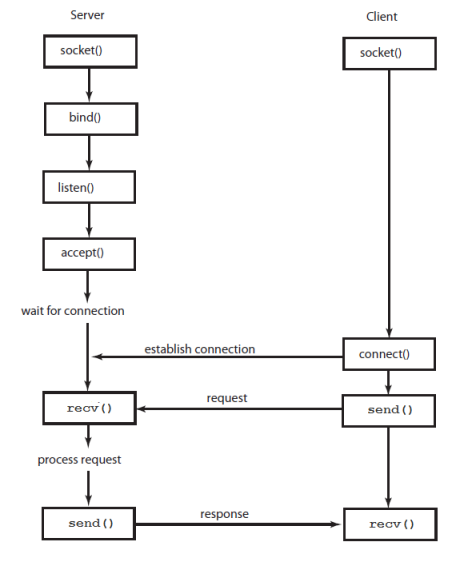 Server
Client
socket()
socket()
bind()
listen()
accept()
wait for connection
establish connection
connect()
request
recv()
send()
process request
response
send()
recv()